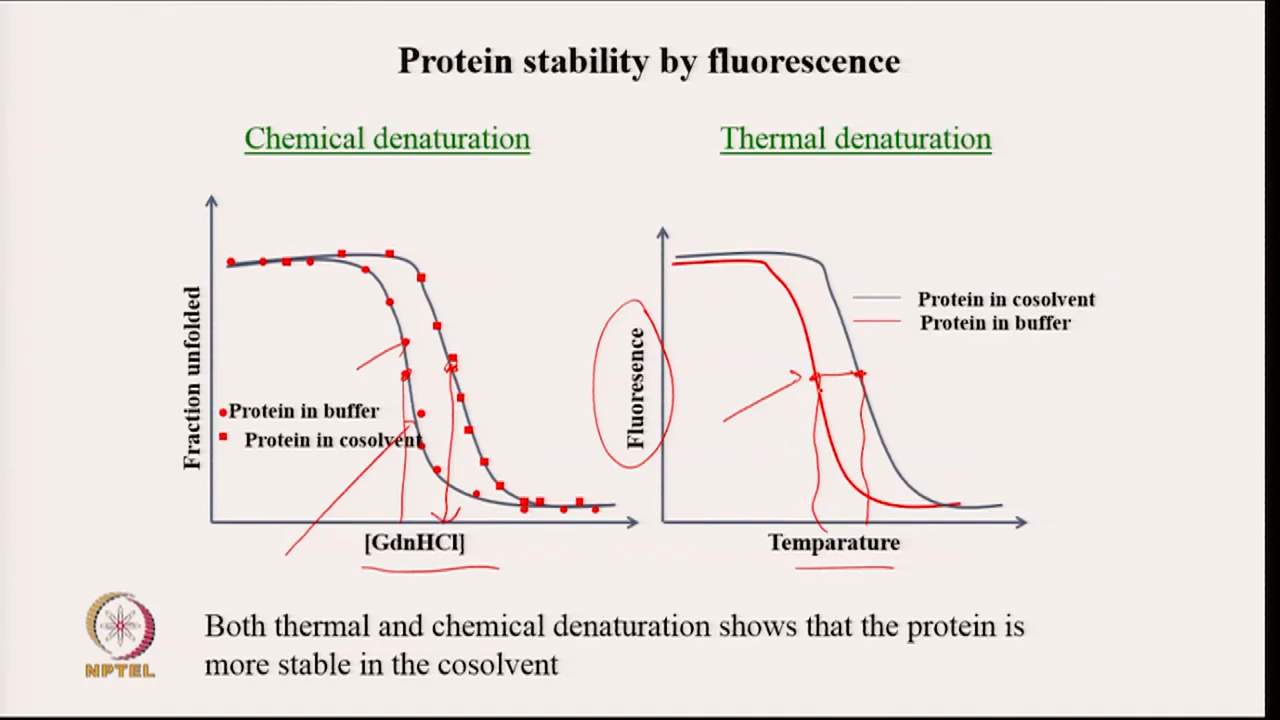 Protein stability by fluorescence
Chemical denaturation
Thermal denaturation
Fraction unfolded
Protein in buffer
Protein in cosolvent
[GdnHCl]
Fluoresence
Protein in cosolvent
Protein in buffer
Temparature
NPTEL
Both thermal and chemical denaturation shows that the protein is
more stable in the cosolvent